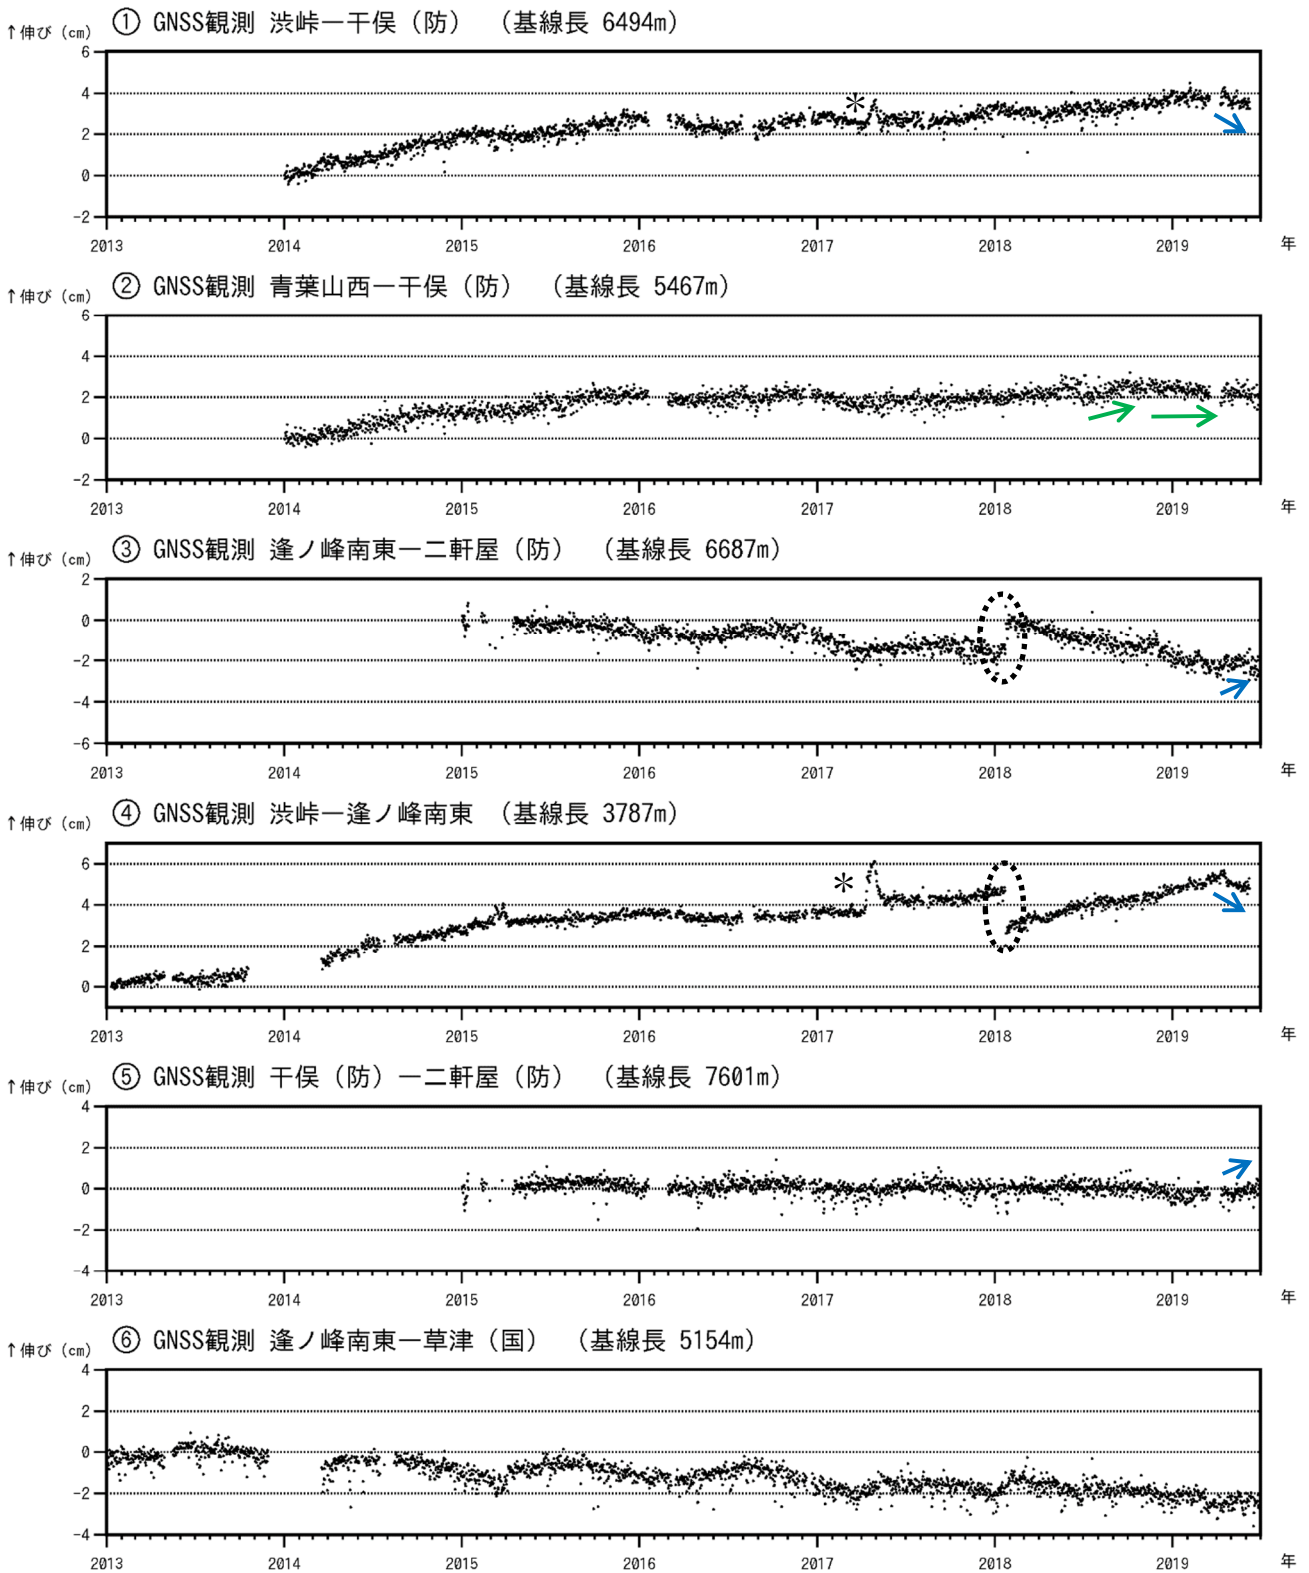 ↑伸び（cm） ① GNSS観測 渋峠－干俣（防） （基線長 6494m）
6
4
*
2
0
-2
2013 2014 2015 2016 2017 2018 2019 年
↑伸び（cm） ② GNSS観測 青葉山西－干俣（防） （基線長 5467m）
6
4
2
0
-2
2013 2014 2015 2016 2017 2018 2019 年
↑伸び（cm） ③ GNSS観測 逢ノ峰南東－二軒屋（防） （基線長 6687m）
2
0
-2
-4
-6
2013 2014 2015 2016 2017 2018 2019 年
↑伸び（cm） ④ GNSS観測 渋峠－逢ノ峰南東 （基線長 3787m）
6
*
4
2
0
2013 2014 2015 2016 2017 2018 2019 年
↑伸び（cm） ⑤ GNSS観測 干俣（防）－二軒屋（防） （基線長 7601m）
4
2
0
-2
-4
2013 2014 2015 2016 2017 2018 2019 年
↑伸び（cm） ⑥ GNSS観測 逢ノ峰南東－草津（国） （基線長 5154m）
4
2
0
-2
-4
2013 2014 2015 2016 2017 2018 2019 年